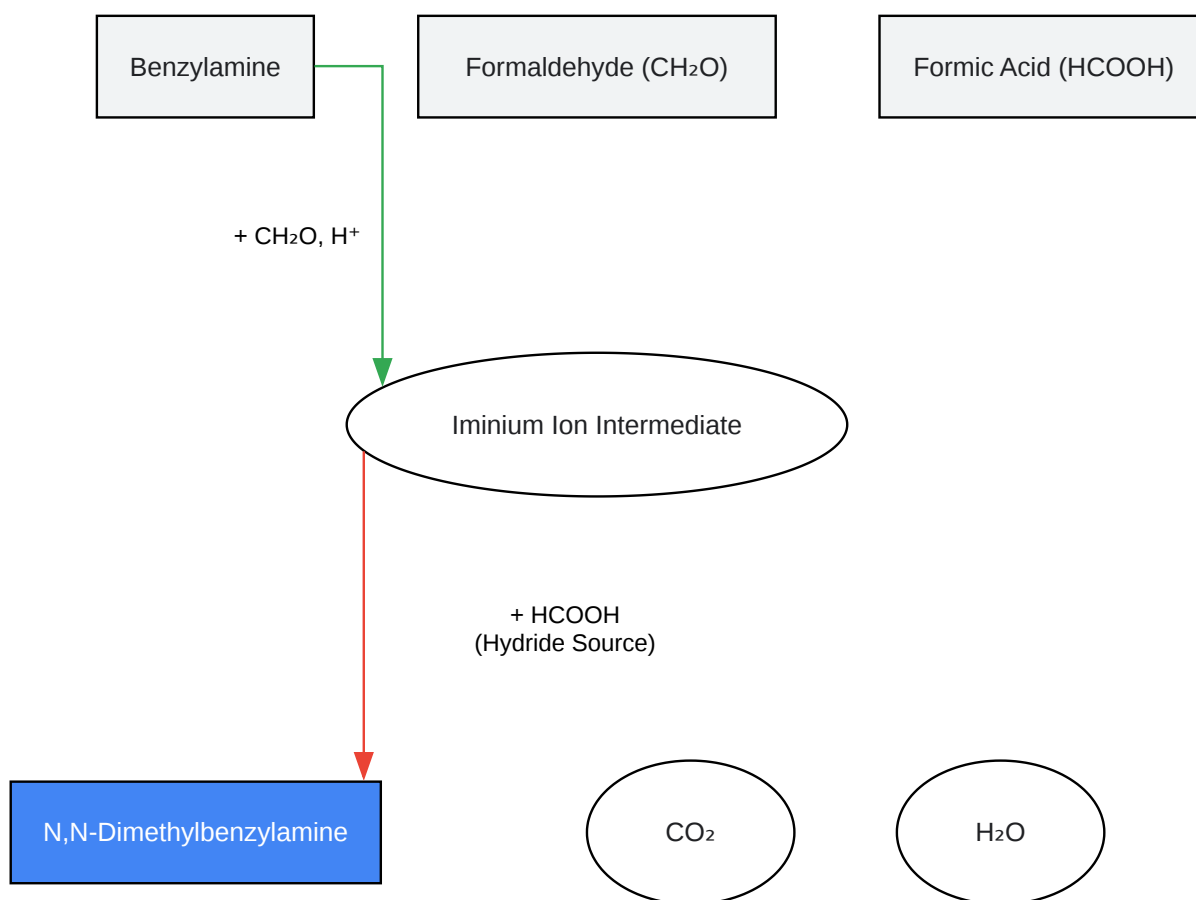 Benzylamine
Formaldehyde (CH₂O)
Formic Acid (HCOOH)
+ CH₂O, H⁺
Iminium Ion Intermediate
+ HCOOH
(Hydride Source)
N,N-Dimethylbenzylamine
CO₂
H₂O